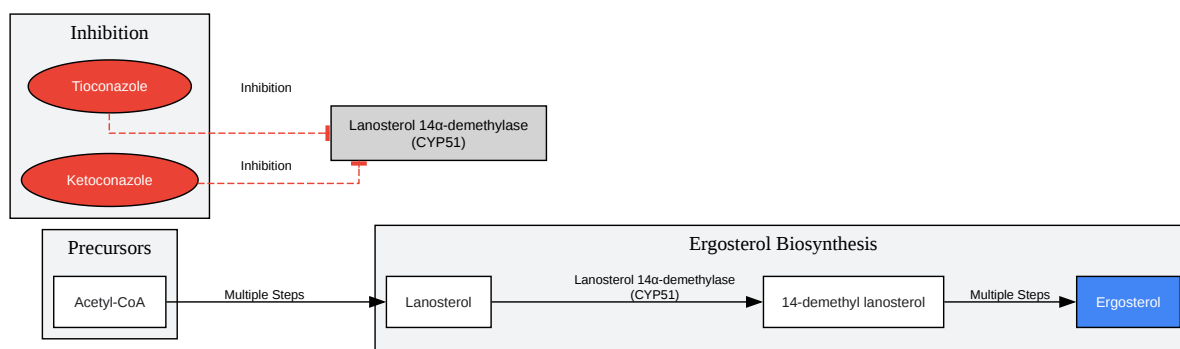 Inhibition
Tioconazole
Inhibition
Lanosterol 14α-demethylase
(CYP51)
Inhibition
Ketoconazole
Precursors
Ergosterol Biosynthesis
Acetyl-CoA
Multiple Steps
Lanosterol
Lanosterol 14α-demethylase
(CYP51)
14-demethyl lanosterol
Multiple Steps
Ergosterol